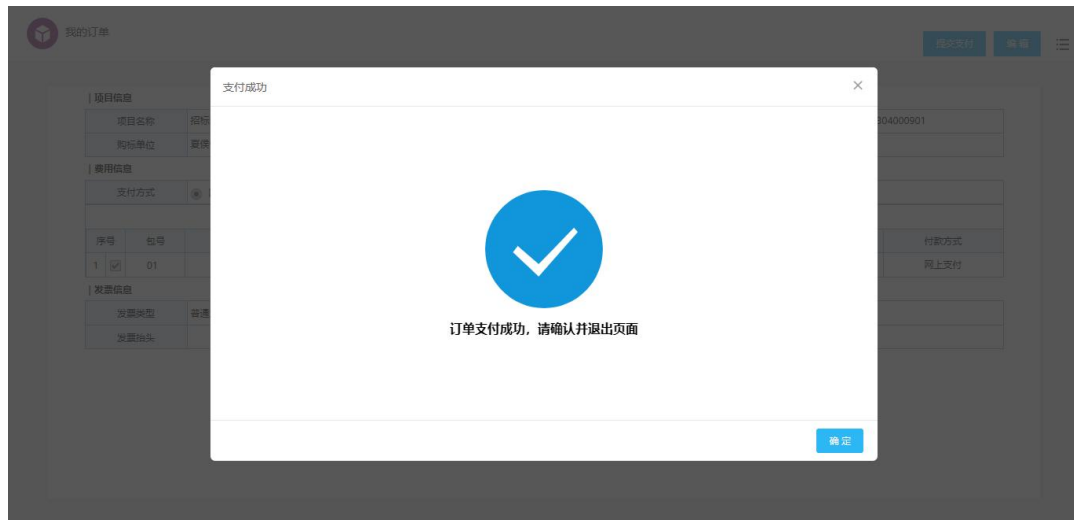 我的订单
提交支付 编辑
支付成功
项目信息
项目名称 招标 304000901
购标单位
费用信息
支付方式
序号 包号 付款方式
1 01 网上支付
发票信息
发票类型 普通
发票抬头
订单支付成功，请确认并退出页面
确定